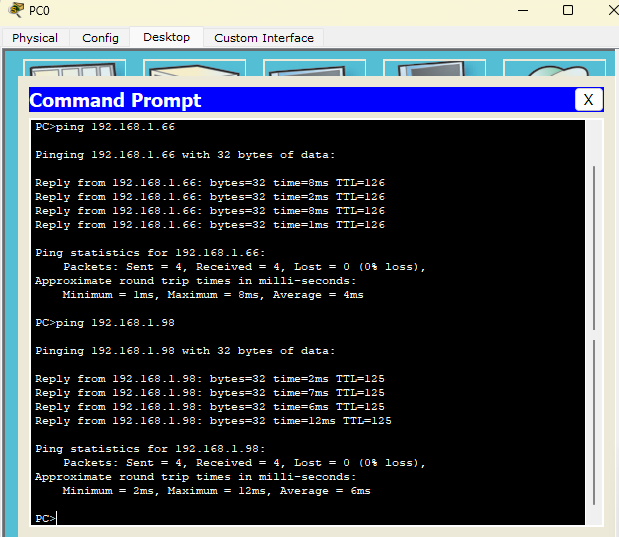 PC0
Physical Config Desktop Custom Interface
Command Prompt
X
PC>ping 192.168.1.66
Pinging 192.168.1.66 with 32 bytes of data:
Reply from 192.168.1.66: bytes=32 time=8ms TTL=126
Reply from 192.168.1.66: bytes=32 time=2ms TTL=126
Reply from 192.168.1.66: bytes=32 time=8ms TTL=126
Reply from 192.168.1.66: bytes=32 time=1ms TTL=126
Ping statistics for 192.168.1.66:
Packets: Sent = 4, Received = 4, Lost = 0 (0% loss),
Approximate round trip times in milli-seconds:
Minimum = 1ms, Maximum = 8ms, Average = 4ms
PC>ping 192.168.1.98
Pinging 192.168.1.98 with 32 bytes of data:
Reply from 192.168.1.98: bytes=32 time=2ms TTL=125
Reply from 192.168.1.98: bytes=32 time=7ms TTL=125
Reply from 192.168.1.98: bytes=32 time=6ms TTL=125
Reply from 192.168.1.98: bytes=32 time=12ms TTL=125
Ping statistics for 192.168.1.98:
Packets: Sent = 4, Received = 4, Lost = 0 (0% loss),
Approximate round trip times in milli-seconds:
Minimum = 2ms, Maximum = 12ms, Average = 6ms
PC>